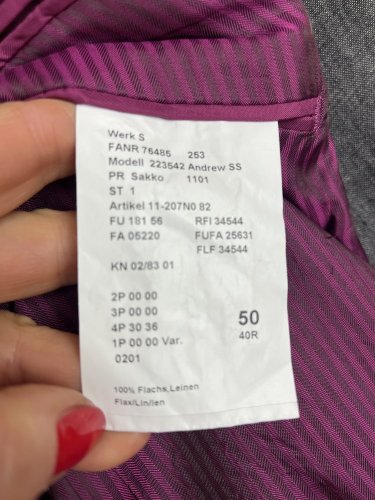 Werk S
FANR 76485 253
Modell 223542 Andrew SS
PR Sakko 1101
ST 1
Artikel 11-207N0 82
FU 181 56 RFI 34544
FA 05220 FUFA 25631
FLF 34544
KN 02/83 01
2P 00 00
3P 00 00
4P 30 36
1P 00 00 Var.
0201
50
40R
100% Flachs,Leinen
Flax/Lin/len